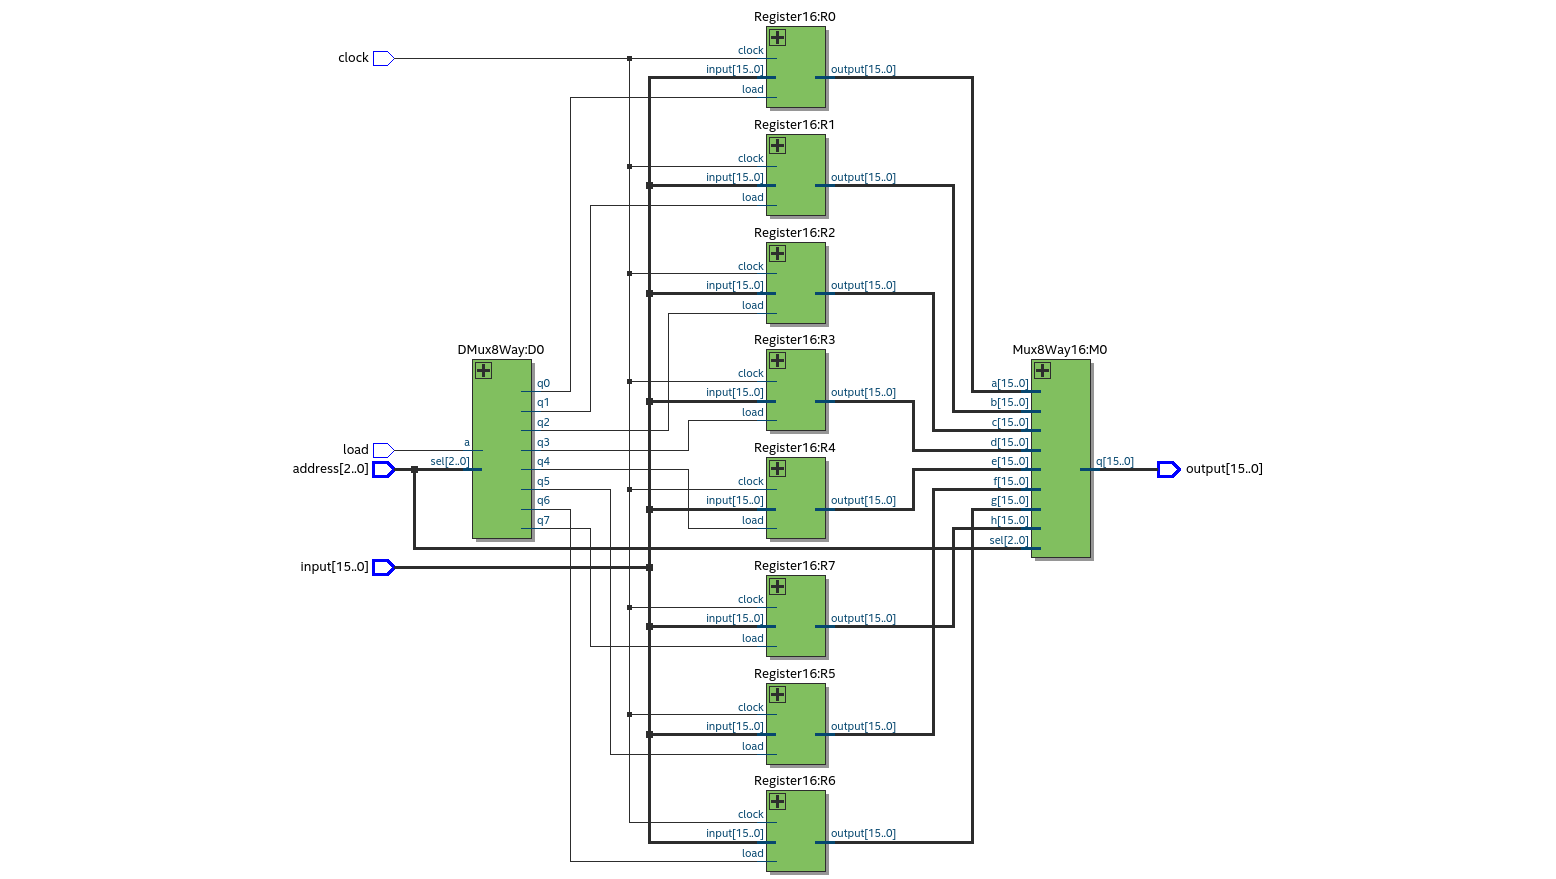 Register16:R0
clock
clock
input[15..0]
output[15..0]
load
Register16:R1
clock
input[15..0]
output[15..0]
load
Register16:R2
clock
input[15..0]
output[15..0]
load
Register16:R3
clock
input[15..0]
output[15..0]
load
Register16:R4
clock
input[15..0]
output[15..0]
load
DMux8Way:D0
q0
q1
q2
q3
q4
q5
q6
q7
load
a
address[2..0]
sel[2..0]
input[15..0]
Mux8Way16:M0
a[15..0]
b[15..0]
c[15..0]
d[15..0]
e[15..0]
f[15..0]
g[15..0]
h[15..0]
sel[2..0]
q[15..0]
output[15..0]
Register16:R7
clock
input[15..0]
output[15..0]
load
Register16:R5
clock
input[15..0]
output[15..0]
load
Register16:R6
clock
input[15..0]
output[15..0]
load